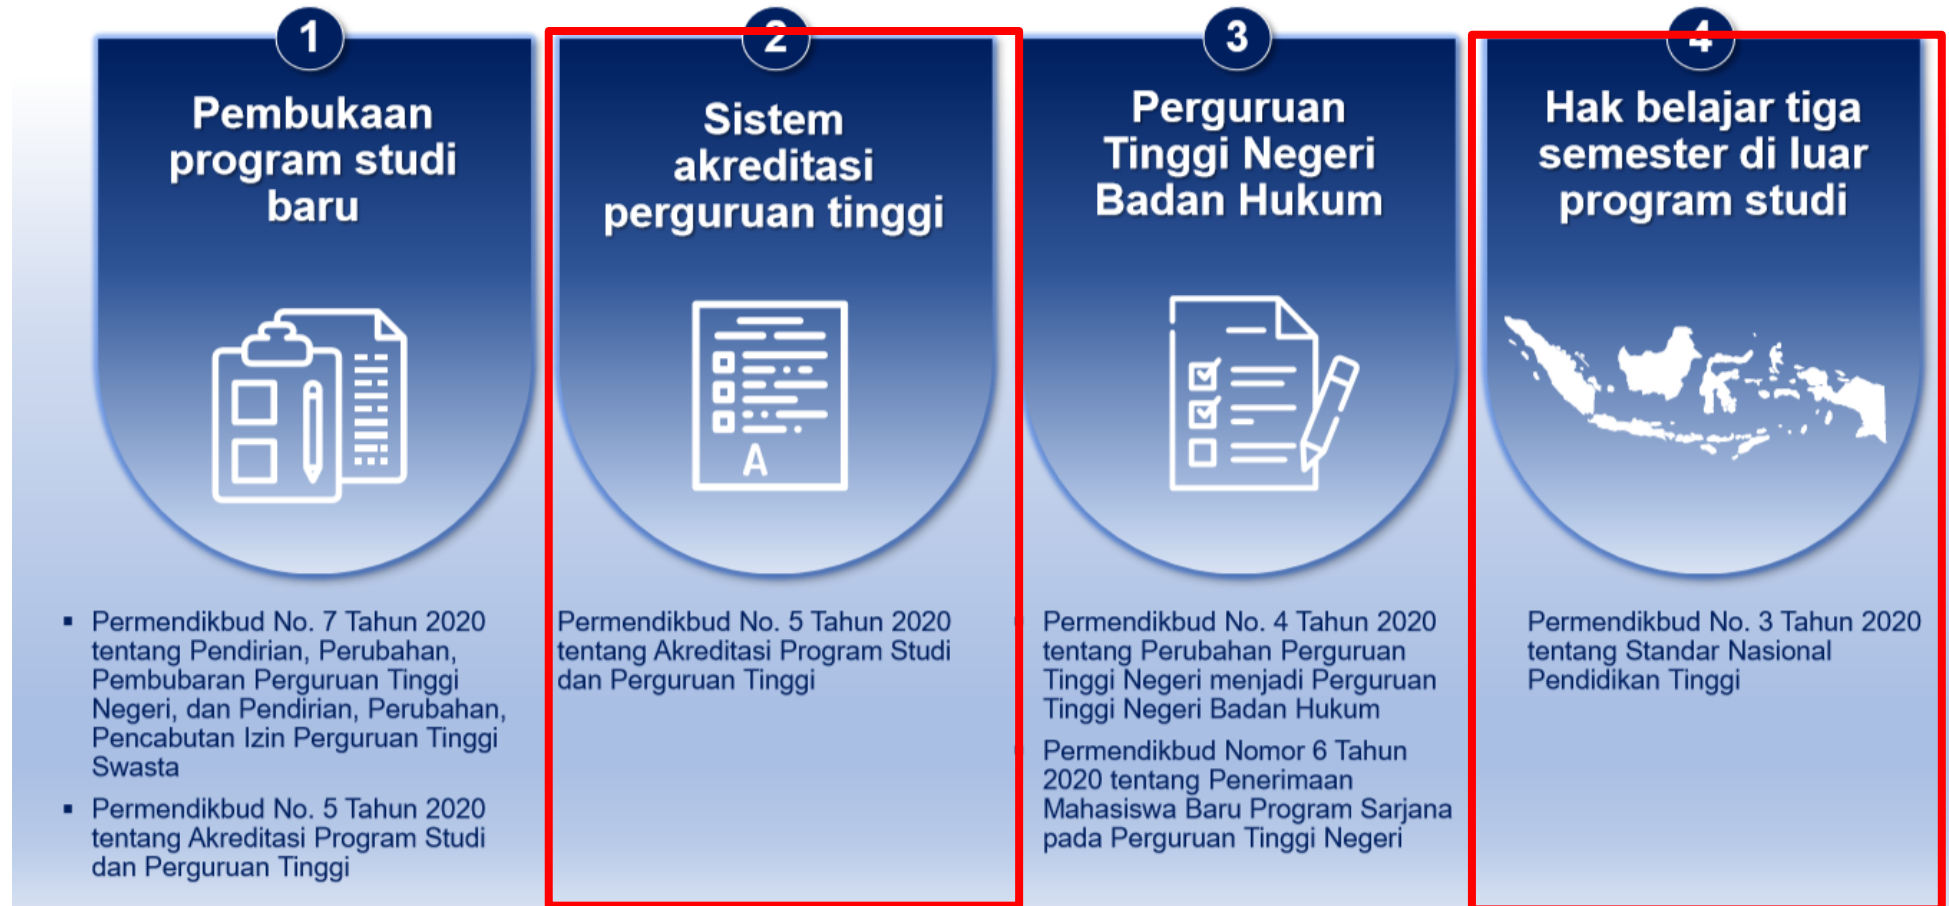 1
Pembukaan
program studi
baru
▪ Permendikbud No. 7 Tahun 2020
tentang Pendirian, Perubahan,
Pembubaran Perguruan Tinggi
Negeri, dan Pendirian, Perubahan,
Pencabutan Izin Perguruan Tinggi
Swasta
▪ Permendikbud No. 5 Tahun 2020
tentang Akreditasi Program Studi
dan Perguruan Tinggi
2
Sistem
akreditasi
perguruan tinggi
A
Permendikbud No. 5 Tahun 2020
tentang Akreditasi Program Studi
dan Perguruan Tinggi
3
Perguruan
Tinggi Negeri
Badan Hukum
Permendikbud No. 4 Tahun 2020
tentang Perubahan Perguruan
Tinggi Negeri menjadi Perguruan
Tinggi Negeri Badan Hukum
Permendikbud Nomor 6 Tahun
2020 tentang Penerimaan
Mahasiswa Baru Program Sarjana
pada Perguruan Tinggi Negeri
4
Hak belajar tiga
semester di luar
program studi
Permendikbud No. 3 Tahun 2020
tentang Standar Nasional
Pendidikan Tinggi